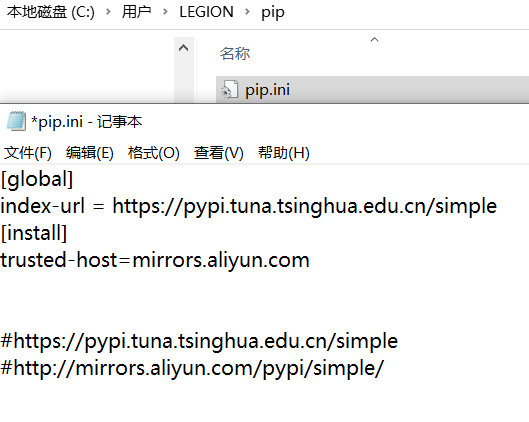 本地磁盘 (C:) › 用户 › LEGION › pip
名称
pip.ini
*pip.ini - 记事本
文件(F) 编辑(E) 格式(O) 查看(V) 帮助(H)
[global]
index-url = https://pypi.tuna.tsinghua.edu.cn/simple
[install]
trusted-host=mirrors.aliyun.com
#https://pypi.tuna.tsinghua.edu.cn/simple
#http://mirrors.aliyun.com/pypi/simple/